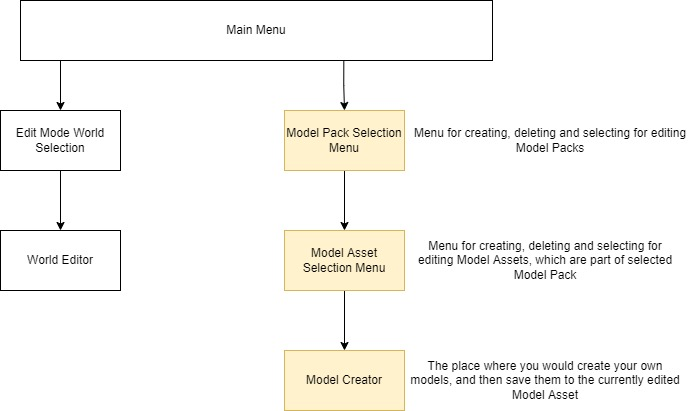 Main Menu
Edit Mode World
Selection
Model Pack Selection
Menu
Menu for creating, deleting and selecting for editing
Model Packs
World Editor
Model Asset
Selection Menu
Menu for creating, deleting and selecting for
editing Model Assets, which are part of selected
Model Pack
Model Creator
The place where you would create your own
models, and then save them to the currently edited
Model Asset